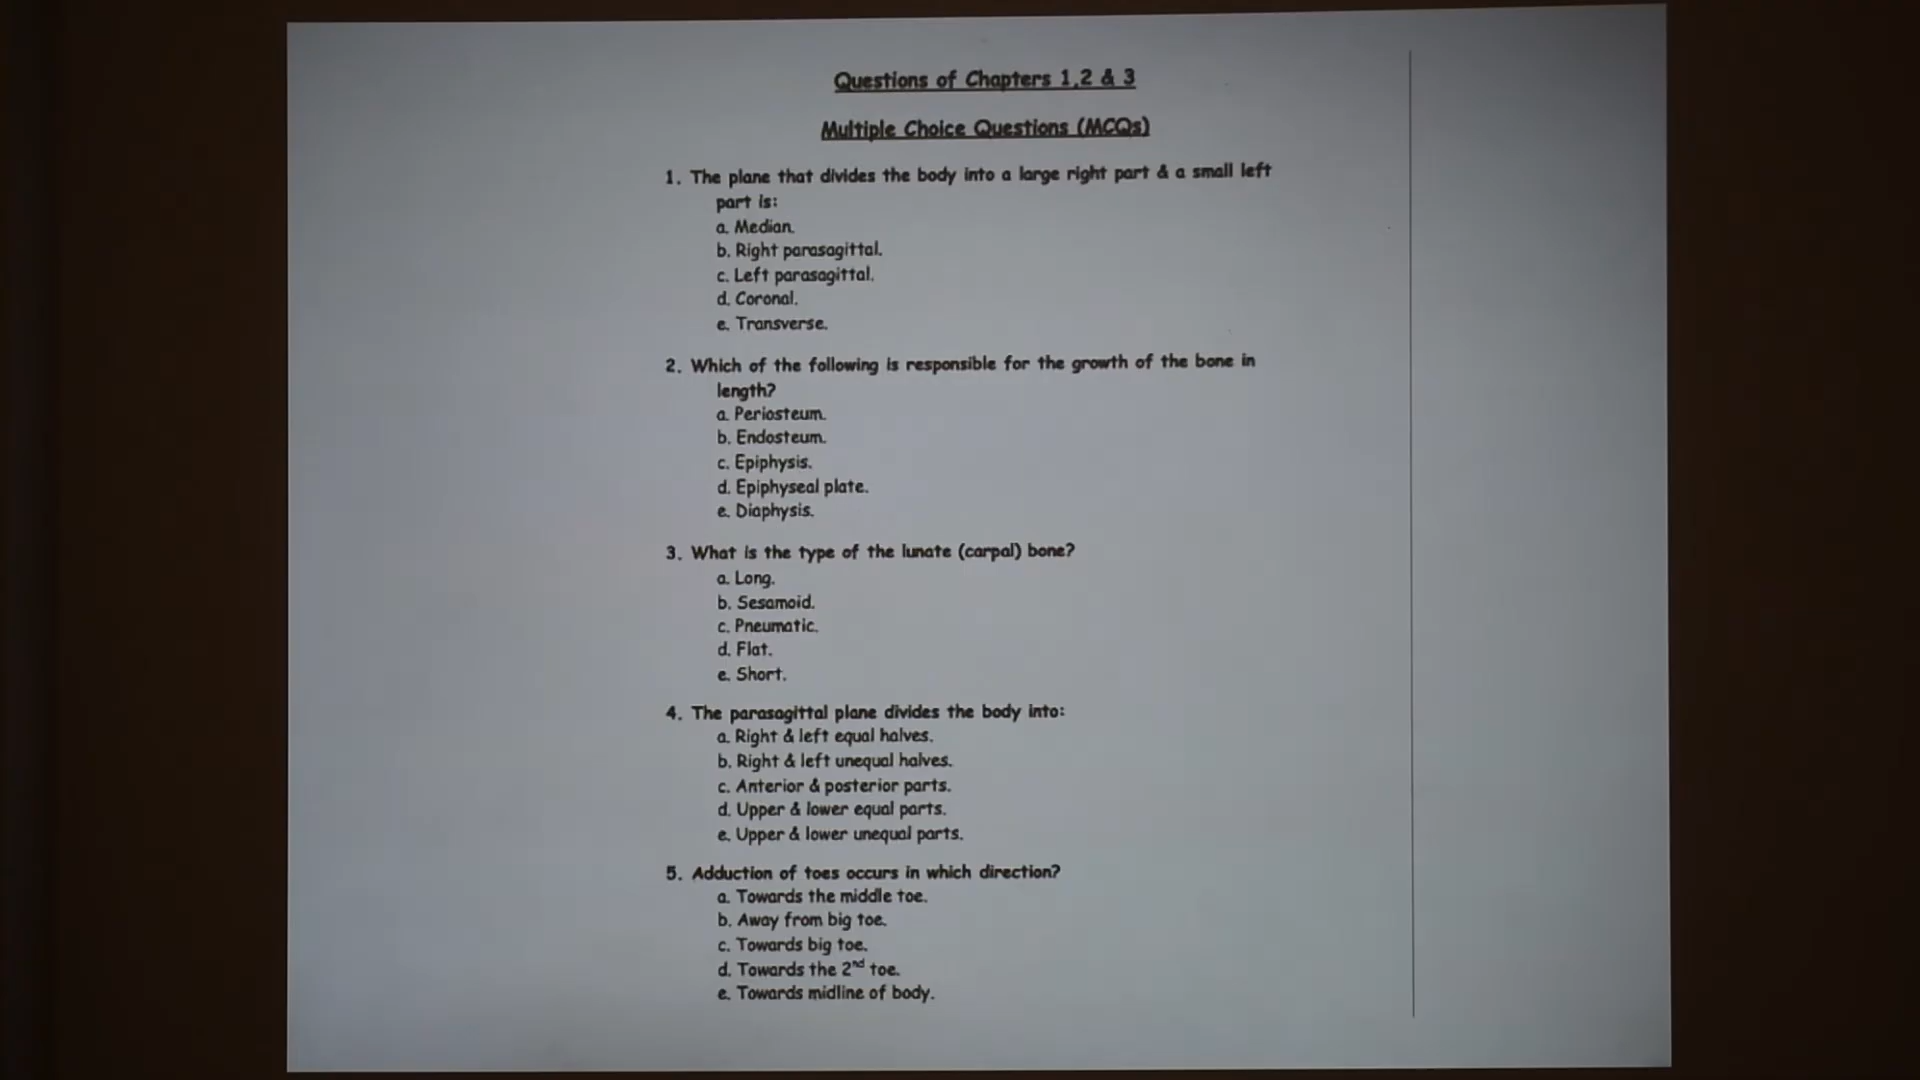 Questions of Chapters 1,2 & 3
Multiple Choice Questions (MCQs)
1. The plane that divides the body into a large right part & a small left
part is:
a. Median.
b. Right parasagittal.
c. Left parasagittal.
d. Coronal.
e. Transverse.
2. Which of the following is responsible for the growth of the bone in
length?
a. Periosteum.
b. Endosteum.
c. Epiphysis.
d. Epiphyseal plate.
e. Diaphysis.
3. What is the type of the lunate (carpal) bone?
a. Long.
b. Sesamoid.
c. Pneumatic.
d. Flat.
e. Short.
4. The parasagittal plane divides the body into:
a. Right & left equal halves.
b. Right & left unequal halves.
c. Anterior & posterior parts.
d. Upper & lower equal parts.
e. Upper & lower unequal parts.
5. Adduction of toes occurs in which direction?
a. Towards the middle toe.
b. Away from big toe.
c. Towards big toe.
d. Towards the 2nd toe.
e. Towards midline of body.